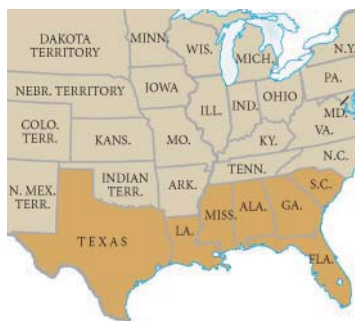 DAKOTA
TERRITORY
MINN.
WIS.
MICH.
N.Y.
NEBR. TERRITORY
IOWA
PA.
ILL.
IND.
OHIO
MD.
COLO.
TERR.
KANS.
MO.
KY.
VA.
N.C.
TENN.
N. MEX.
TERR.
INDIAN
TERR.
ARK.
S.C.
MISS.
ALA.
GA.
TEXAS
LA.
FLA.